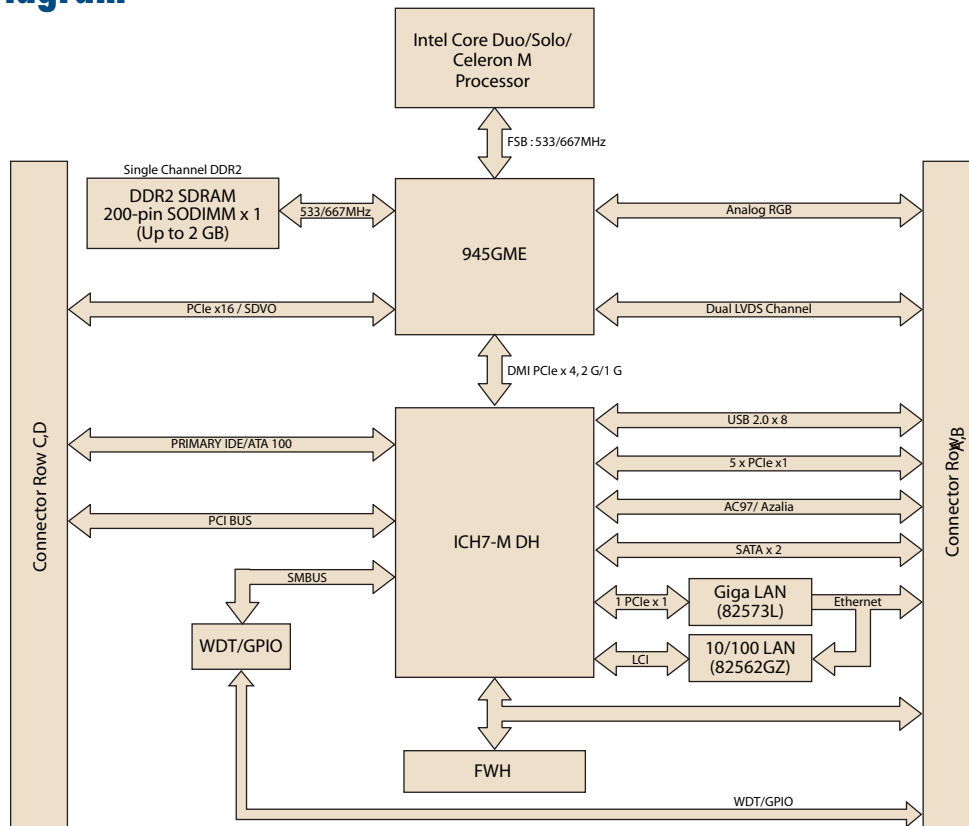 Intel Core Duo/Solo/
Celeron M
Processor
FSB : 533/667MHz
Single Channel DDR2
DDR2 SDRAM
200-pin SODIMM x 1
(Up to 2 GB)
533/667MHz
945GME
Analog RGB
PCIe x16 / SDVO
Dual LVDS Channel
DMI PCIe x 4, 2 G/1 G
Connector Row C,D
PRIMARY IDE/ATA 100
PCI BUS
SMBUS
WDT/GPIO
ICH7-M DH
USB 2.0 x 8
5 x PCIe x1
AC97/ Azalia
SATA x 2
1 PCIe x 1
Giga LAN
(82573L)
Ethernet
LCI
10/100 LAN
(82562GZ)
Connector Row A,B
FWH
WDT/GPIO